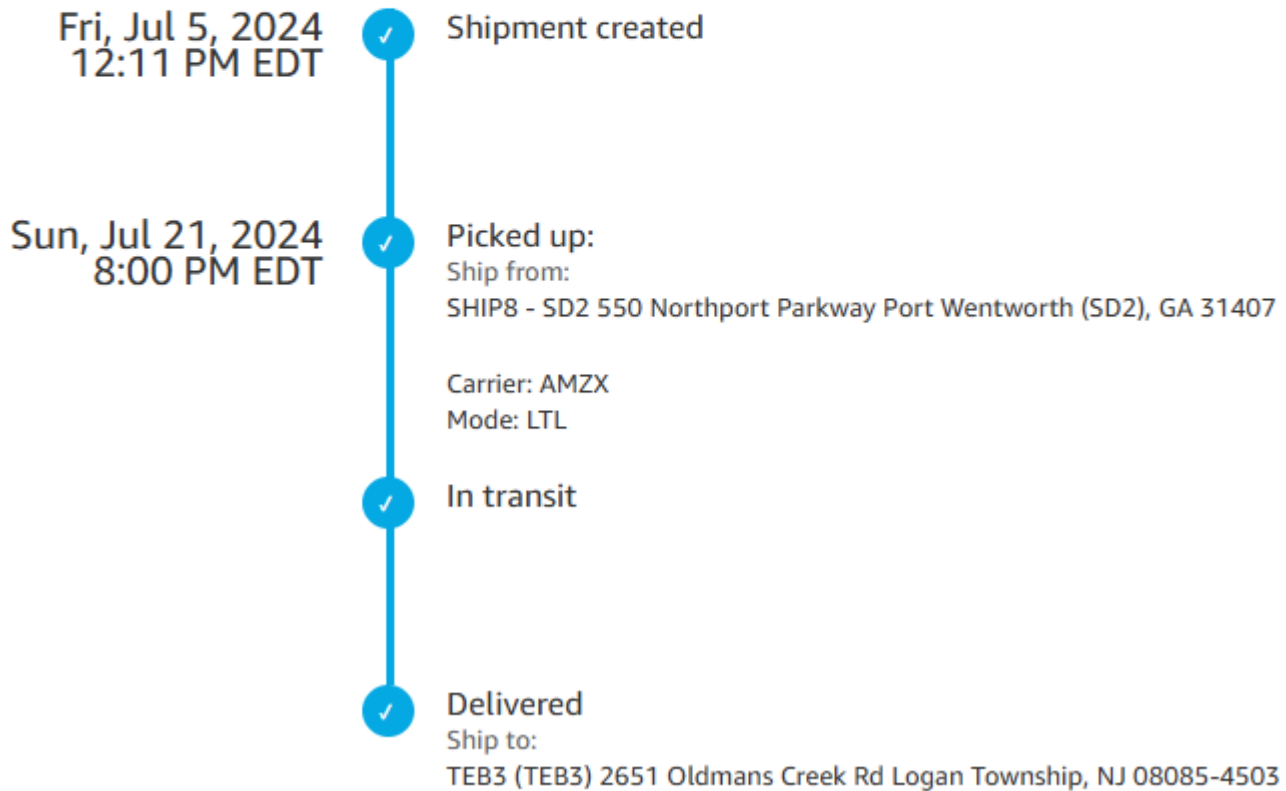 Fri, Jul 5, 2024
12:11 PM EDT
Shipment created
Sun, Jul 21, 2024
8:00 PM EDT
Picked up:
Ship from:
SHIP8 - SD2 550 Northport Parkway Port Wentworth (SD2), GA 31407
Carrier: AMZX
Mode: LTL
In transit
Delivered
Ship to:
TEB3 (TEB3) 2651 Oldmans Creek Rd Logan Township, NJ 08085-4503